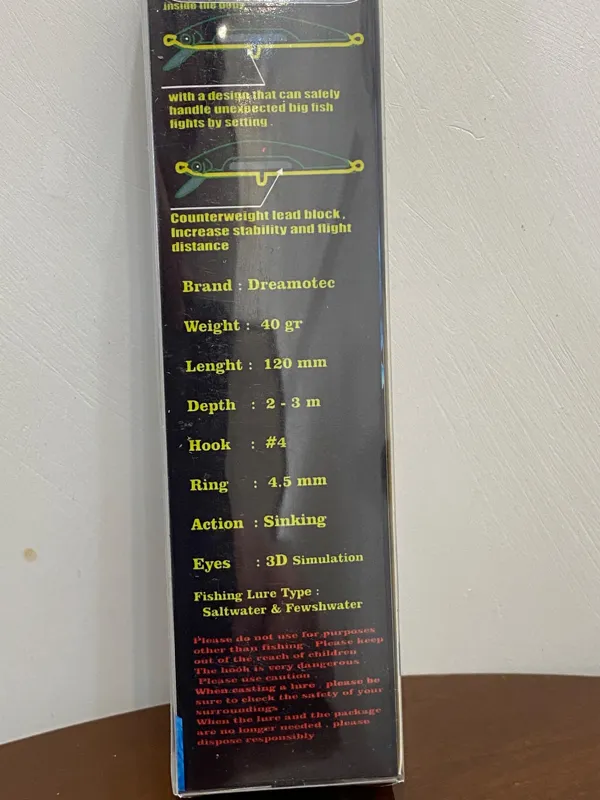 inside the body
with a design that can safely
handle unexpected big fish
fights by setting .
Counterweight lead block ,
Increase stability and flight
distance
Brand : Dreamotec
Weight : 40 gr
Lenght : 120 mm
Depth : 2 - 3 m
Hook : #4
Ring : 4.5 mm
Action : Sinking
Eyes : 3D Simulation
Fishing Lure Type :
Saltwater & Fewshwater
Please do not use for purposes
other than fishing . Please keep
out of the reach of children
The hook is very dangerous
Please use caution .
When casting a lure , please be
sure to check the safety of your
surroundings
When the lure and the package
are no longer needed , please
dispose responsibly